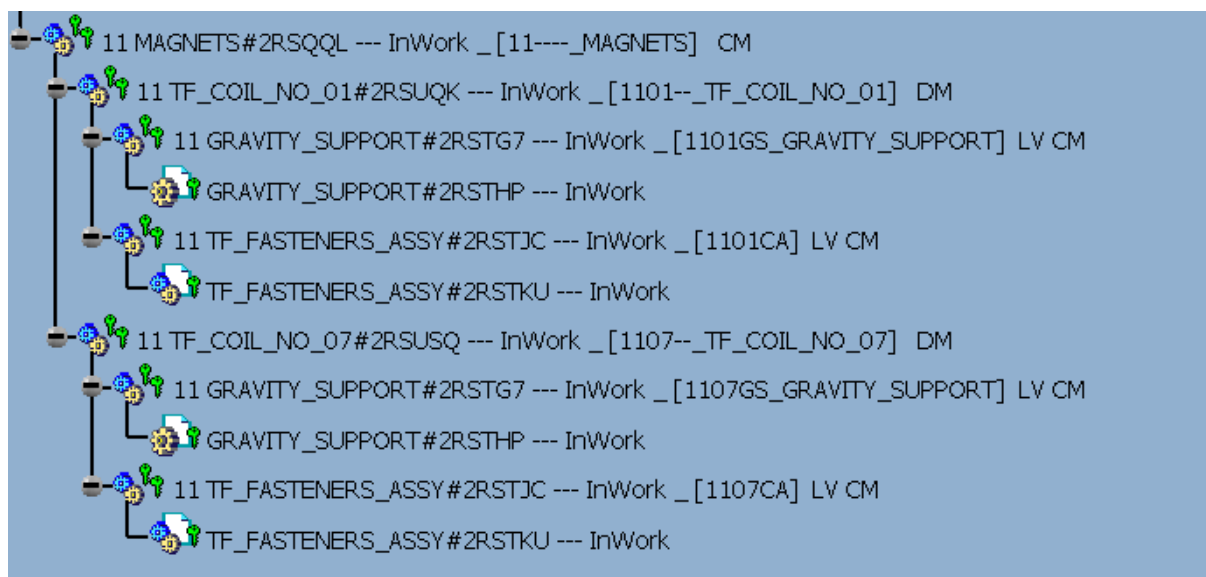 11 MAGNETS#2RSQQL --- InWork _ [11----_MAGNETS] CM
11 TF_COIL_NO_01#2RSUQK --- InWork _ [1101--_TF_COIL_NO_01] DM
11 GRAVITY_SUPPORT#2RSTG7 --- InWork _ [1101GS_GRAVITY_SUPPORT] LV CM
GRAVITY_SUPPORT#2RSTHP --- InWork
11 TF_FASTENERS_ASSY#2RSTJC --- InWork _ [1101CA] LV CM
TF_FASTENERS_ASSY#2RSTKU --- InWork
11 TF_COIL_NO_07#2RSUSQ --- InWork _ [1107--_TF_COIL_NO_07] DM
11 GRAVITY_SUPPORT#2RSTG7 --- InWork _ [1107GS_GRAVITY_SUPPORT] LV CM
GRAVITY_SUPPORT#2RSTHP --- InWork
11 TF_FASTENERS_ASSY#2RSTJC --- InWork _ [1107CA] LV CM
TF_FASTENERS_ASSY#2RSTKU --- InWork